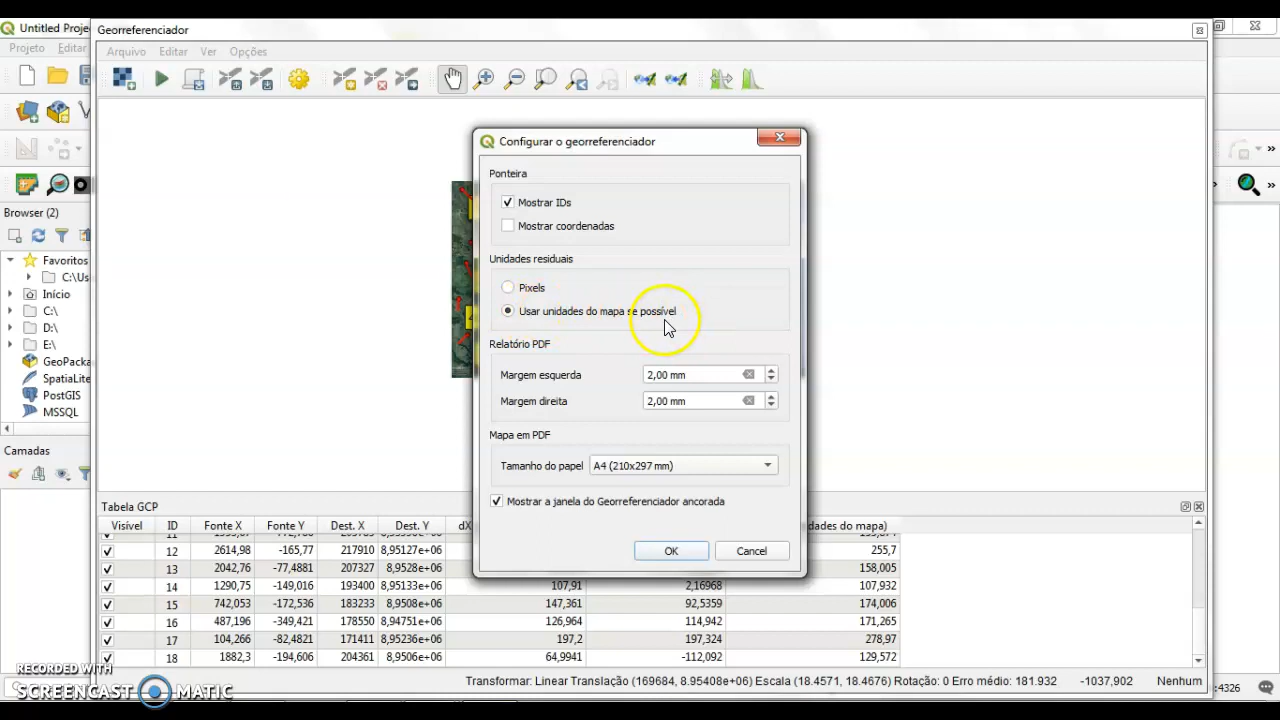 Untitled Proje
Georreferenciador
Projeto Editar
Arquivo Editar Ver Opções
Configurar o georreferenciador
Ponteira
Mostrar IDs
Mostrar coordenadas
Unidades residuais
Pixels
Usar unidades do mapa se possível
Relatório PDF
Margem esquerda 2,00 mm
Margem direita 2,00 mm
Mapa em PDF
Tamanho do papel A4 (210x297 mm)
Mostrar a janela do Georreferenciador ancorada
OK Cancel
Browser (2)
Favoritos
C:\Us
Início
C:\
D:\
E:\
GeoPacka
SpatiaLite
PostGIS
MSSQL
Camadas
Tabela GCP
Visível ID Fonte X Fonte Y Dest. X Dest. Y dX dades do mapa)
12 2614,98 -165,77 217910 8,95127e+06 255,7
13 2042,76 -77,4881 207327 8,9528e+06 158,005
14 1290,75 -149,016 193400 8,95133e+06 107,91 2,16968 107,932
15 742,053 -172,536 183233 8,9508e+06 147,361 92,5359 174,006
16 487,196 -349,421 178550 8,94751e+06 126,964 114,942 171,265
17 104,266 -82,4821 171411 8,95236e+06 197,2 197,324 278,97
18 1882,3 -194,606 204361 8,9506e+06 64,9941 -112,092 129,572
Transformar: Linear Translação (169684, 8.95408e+06) Escala (18.4571, 18.4676) Rotação: 0 Erro médio: 181.932 -1037,902 Nenhum
:4326
RECORDED WITH
SCREENCAST MATIC